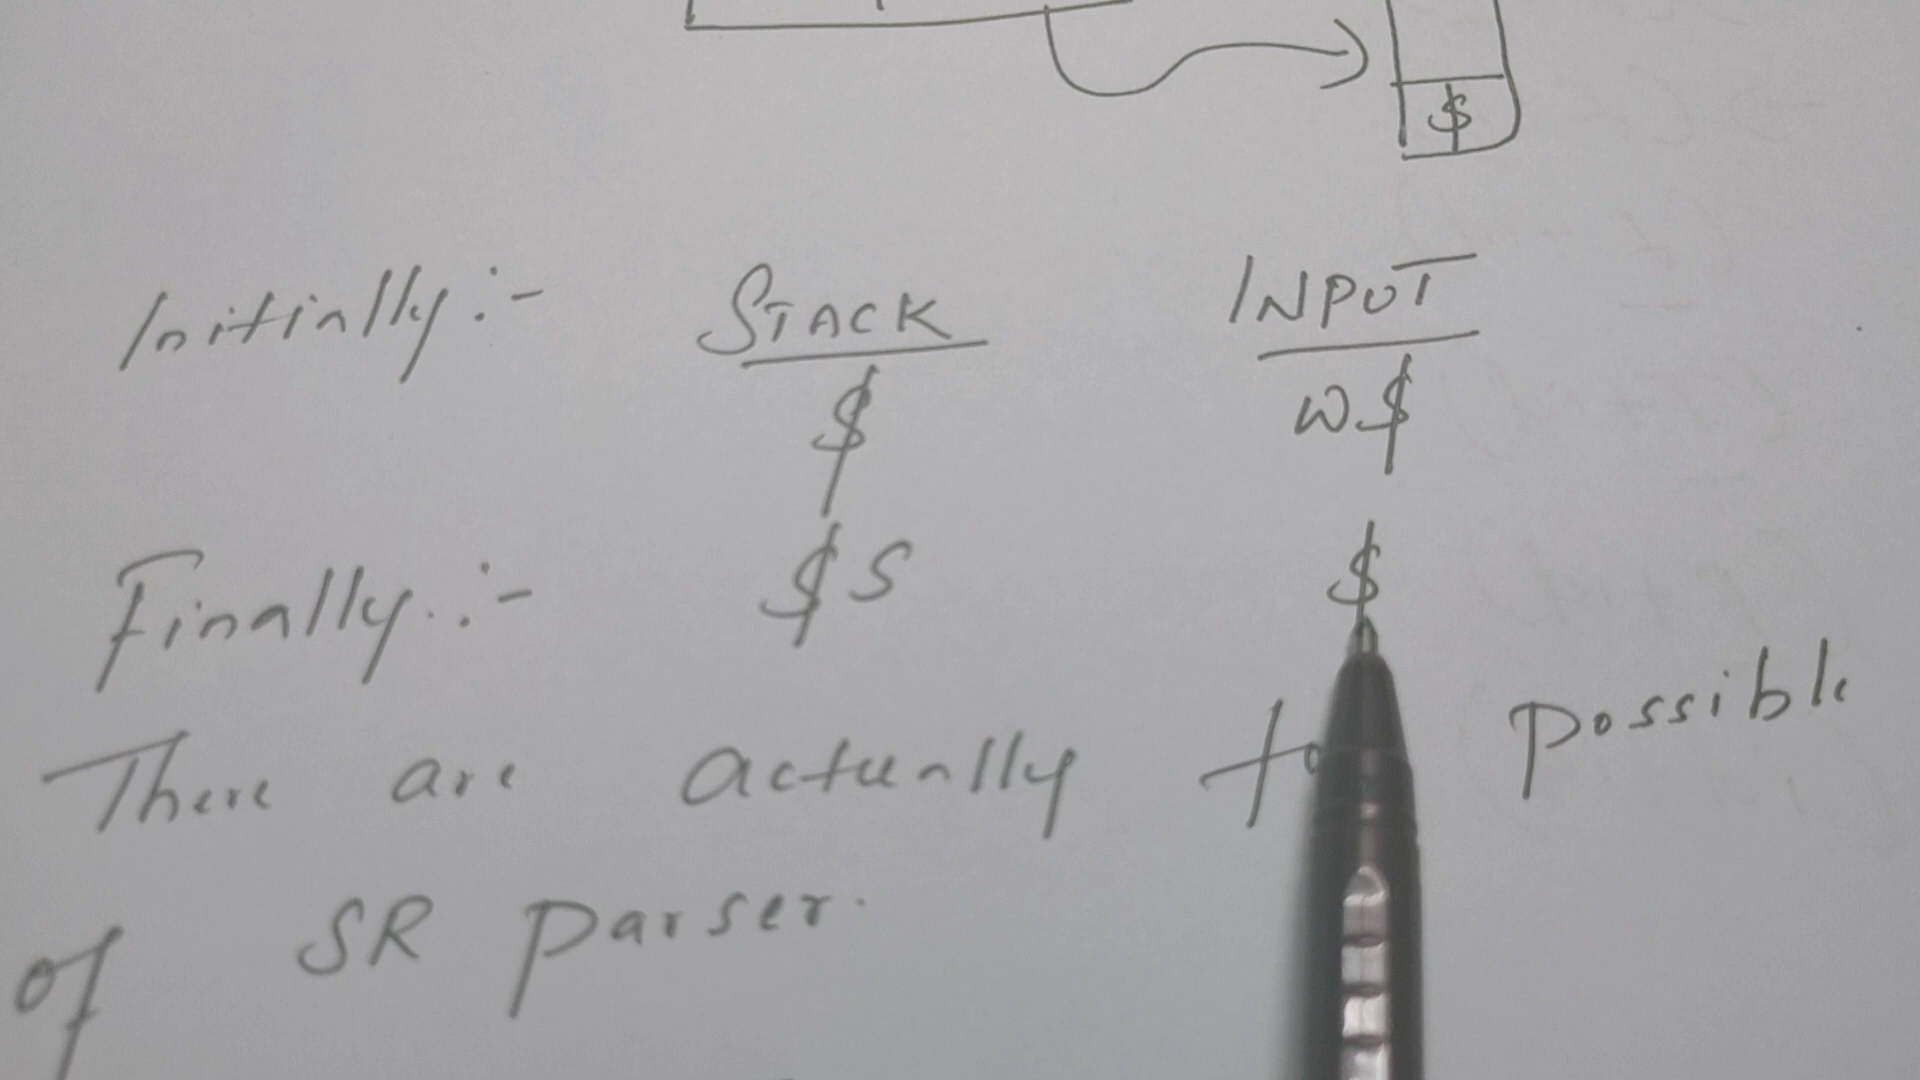 $
Initially:- STACK INPUT
$ w$
Finally:- $S $
There are actually possible
of SR parser.